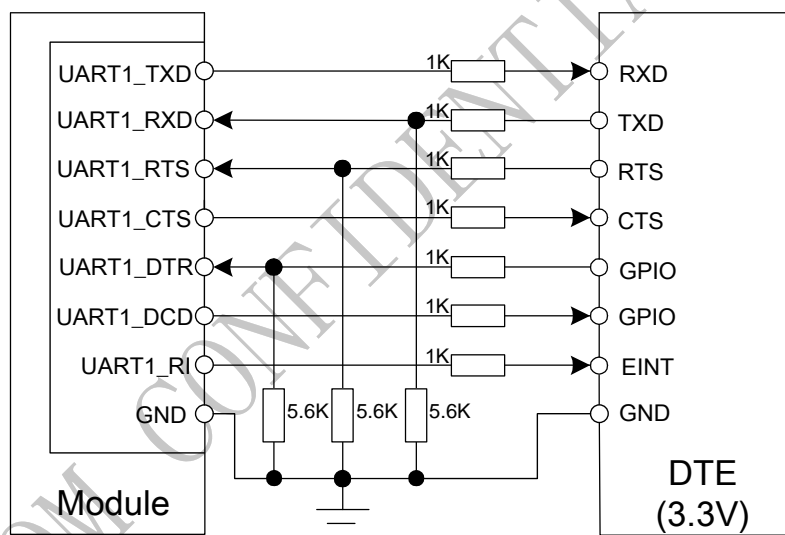 UART1_TXD 1K RXD
UART1_RXD 1K TXD
UART1_RTS 1K RTS
UART1_CTS 1K CTS
UART1_DTR 1K GPIO
UART1_DCD 1K GPIO
UART1_RI 1K EINT
GND 5.6K 5.6K 5.6K GND
Module
DTE
(3.3V)
CONFIDENTIA